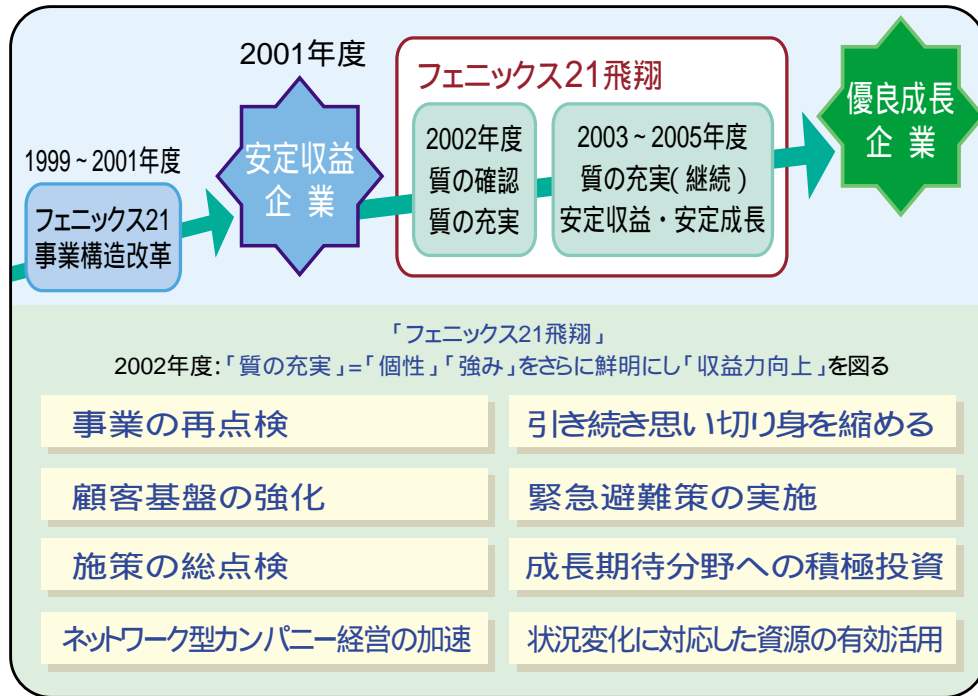 1999～2001年度
フェニックス21
事業構造改革
2001年度
安定収益
企業
フェニックス21飛翔
2002年度
質の確認
質の充実
2003～2005年度
質の充実(継続)
安定収益・安定成長
優良成長
企業
「フェニックス21飛翔」
2002年度:「質の充実」=「個性」「強み」をさらに鮮明にし「収益力向上」を図る
事業の再点検
引き続き思い切り身を縮める
顧客基盤の強化
緊急避難策の実施
施策の総点検
成長期待分野への積極投資
ネットワーク型カンパニー経営の加速
状況変化に対応した資源の有効活用